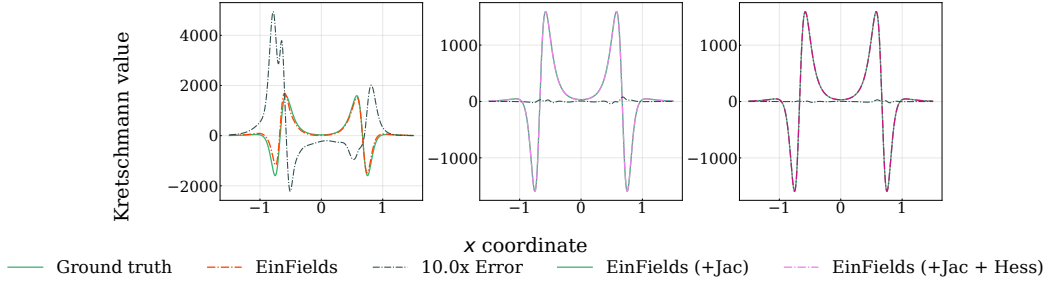 Kretschmann value
4000
2000
0
−2000
−1
0
1
1000
0
−1000
−1
0
1
1000
0
−1000
−1
0
1
x coordinate
Ground truth
EinFields
10.0x Error
EinFields (+Jac)
EinFields (+Jac + Hess)